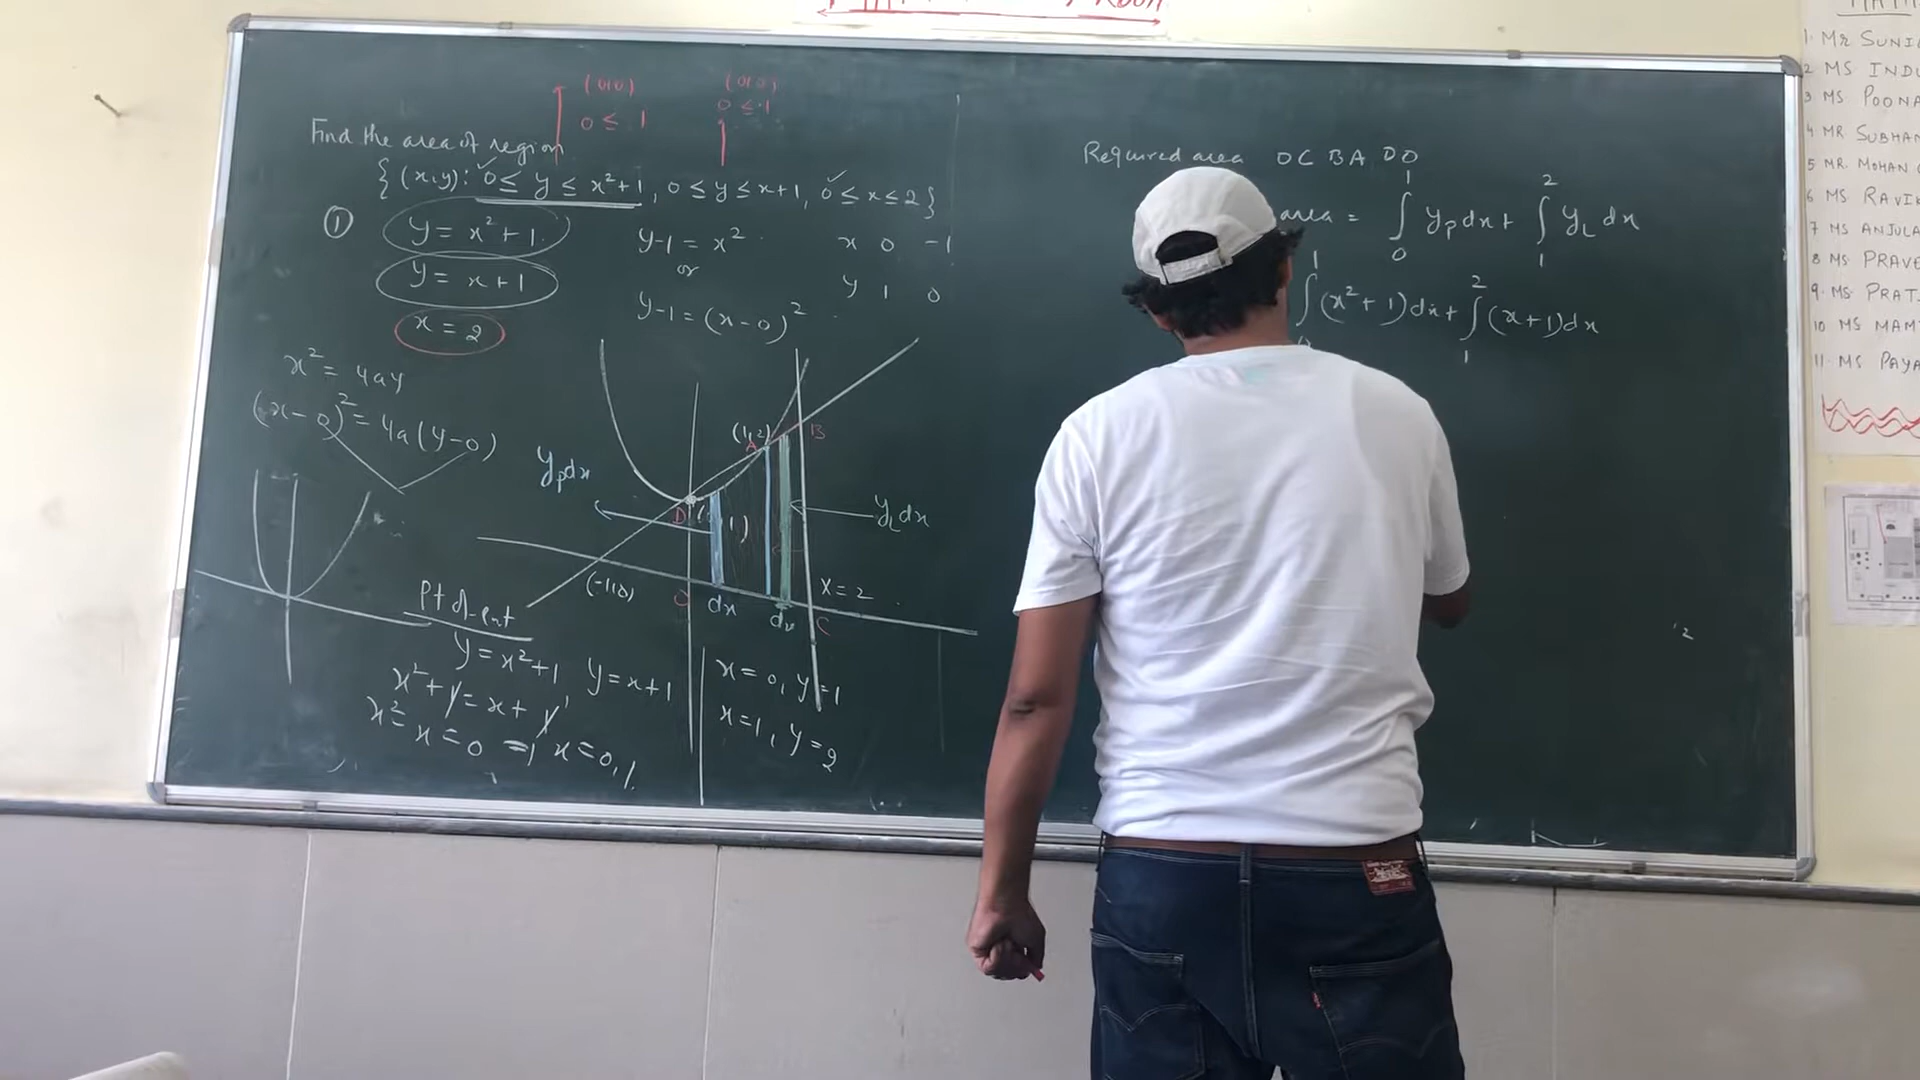 (0,0)
0 ≤ 1
(0,0)
0 ≤ 1
Find the area of region
{(x,y): 0 ≤ y ≤ x²+1, 0 ≤ y ≤ x+1, 0 ≤ x ≤ 2}
① y = x²+1
y = x+1
x = 2
y-1 = x²
or
y-1 = (x-0)²
x 0 -1
y 1 0
x² = 4ay
(x-0)² = 4a(y-0)
y_p dx
(1,2)
A
B
D
y_L dx
(-1,0)
O
dx
dx
C
x = 2
y = x²+1, y = x+1
x²+1 = x+1
x²-x = 0 ⇒ x = 0, 1
x = 0, y = 1
x = 1, y = 2
Required area OCBADO
area = ∫₀¹ y_p dx + ∫₁² y_L dx
∫₀¹ (x²+1)dx + ∫₁² (x+1)dx
2
1. Mr SUNI
2 MS INDU
3 MS POONA
4 MR SUBHA
5 MR. MOHAN
6 MS RAVI
7 MS ANJULA
8 MS PRAVE
9. MS PRAT
10 MS MAM
11. MS PAYA